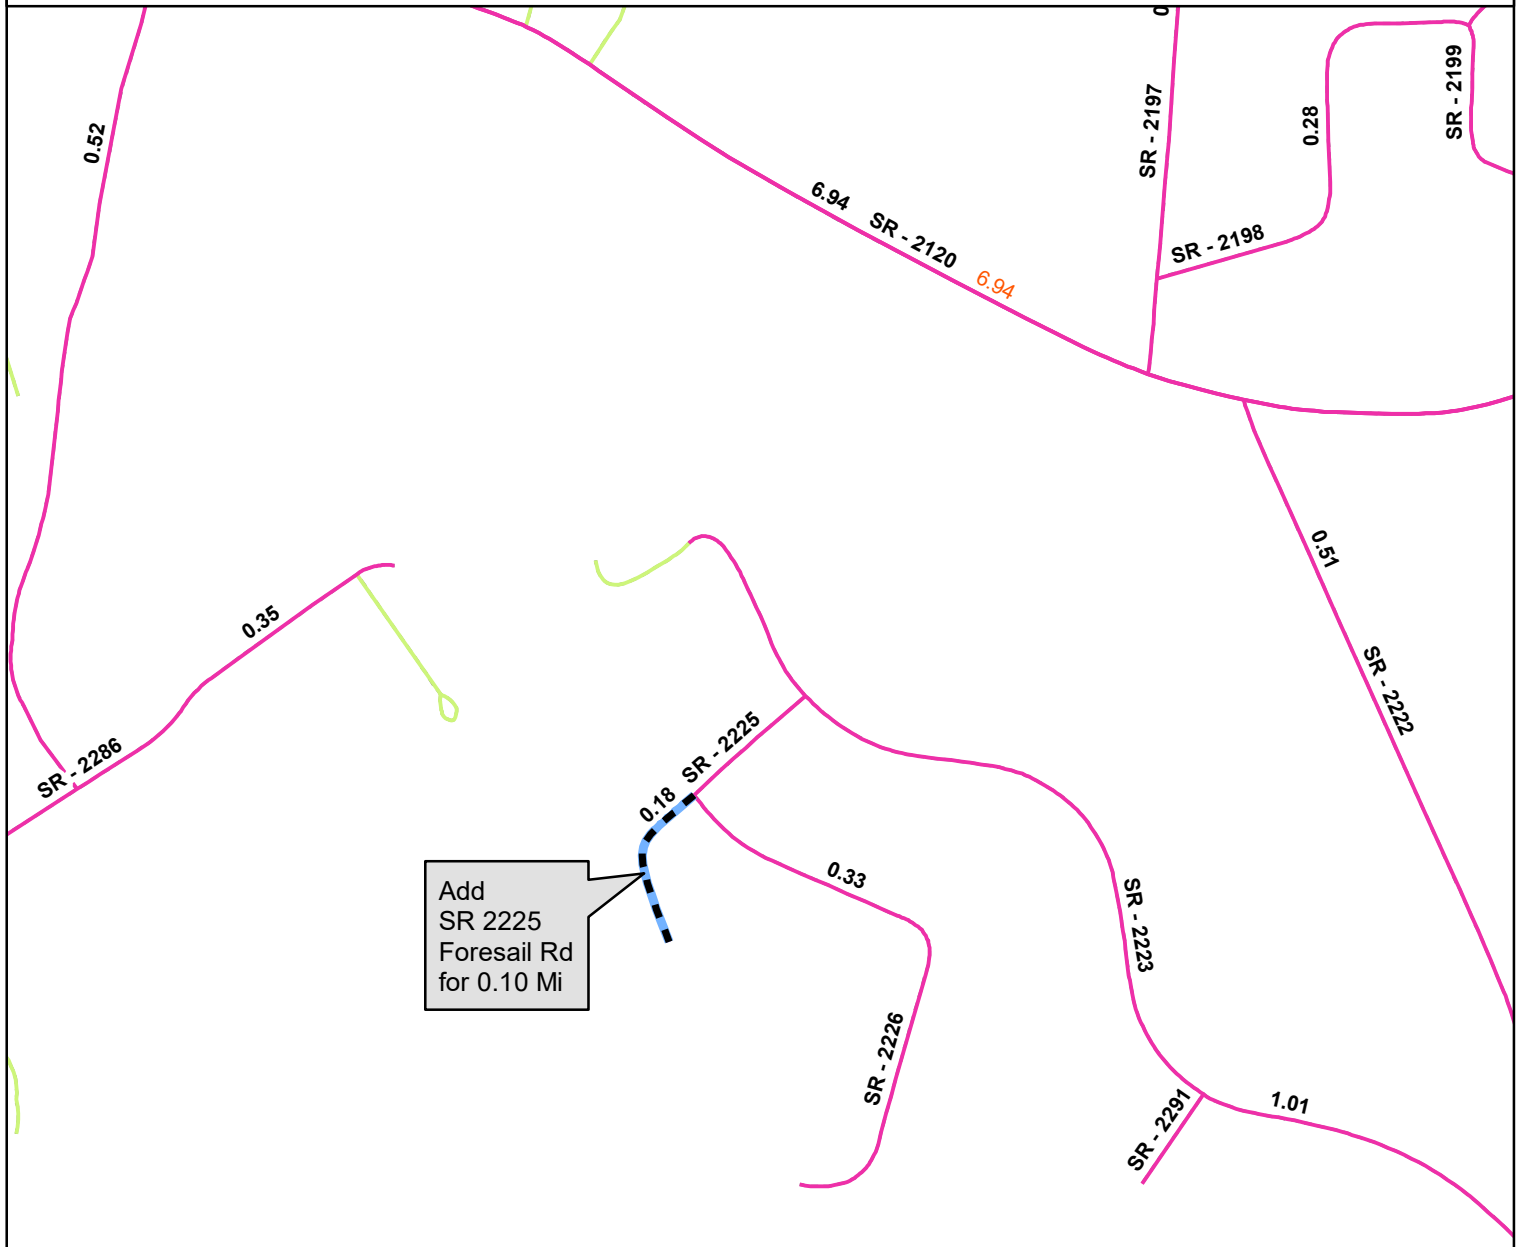 0
SR - 2199
SR - 2197
0.28
0.52
6.94
SR - 2120
SR - 2198
6.94
0.51
0.35
SR - 2222
SR - 2225
SR - 2286
0.18
0.33
Add
SR 2225
Foresail Rd
for 0.10 Mi
SR - 2223
SR - 2226
1.01
SR - 2291